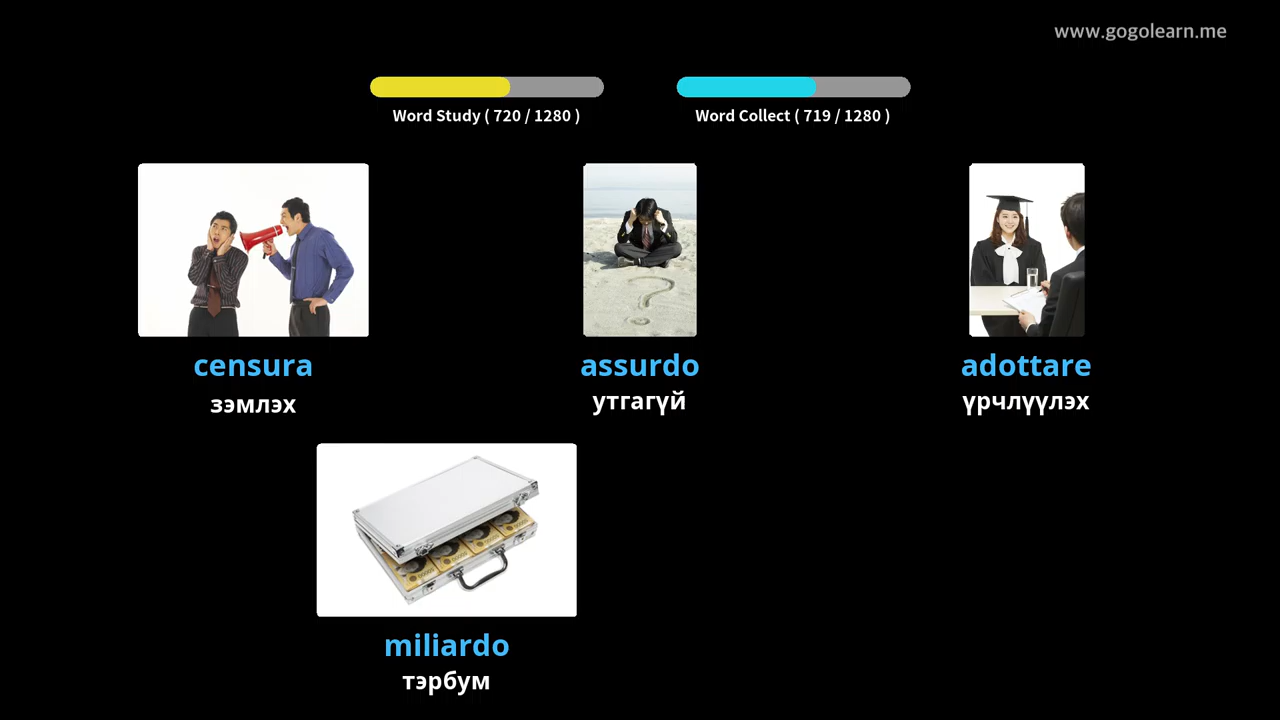 www.gogolearn.me
Word Study ( 720 / 1280 )
Word Collect ( 719 / 1280 )
censura
зэмлэх
assurdo
утгагүй
adottare
үрчлүүлэх
miliardo
тэрбум